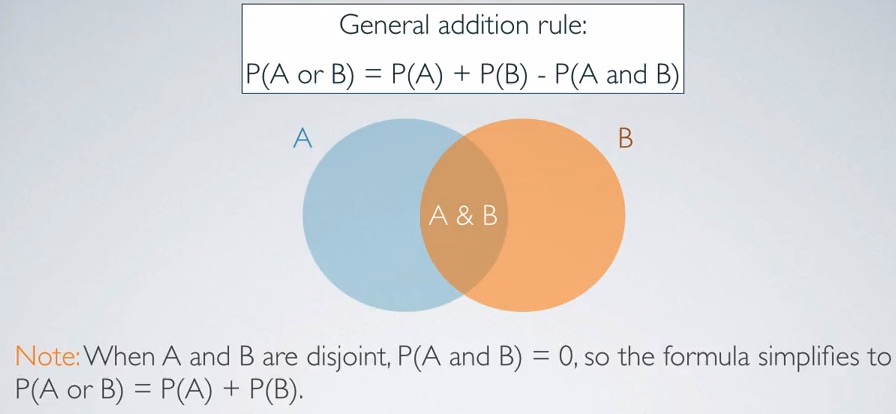 General addition rule:
P(A or B) = P(A) + P(B) - P(A and B)
A
B
A & B
Note: When A and B are disjoint, P(A and B) = 0, so the formula simplifies to
P(A or B) = P(A) + P(B).